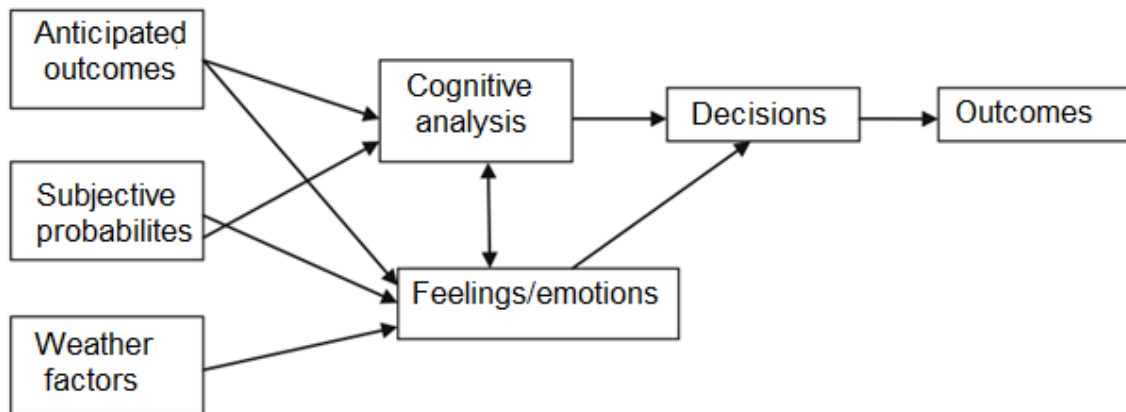 Anticipated
outcomes
Subjective
probabilites
Weather
factors
Cognitive
analysis
Feelings/emotions
Decisions
Outcomes